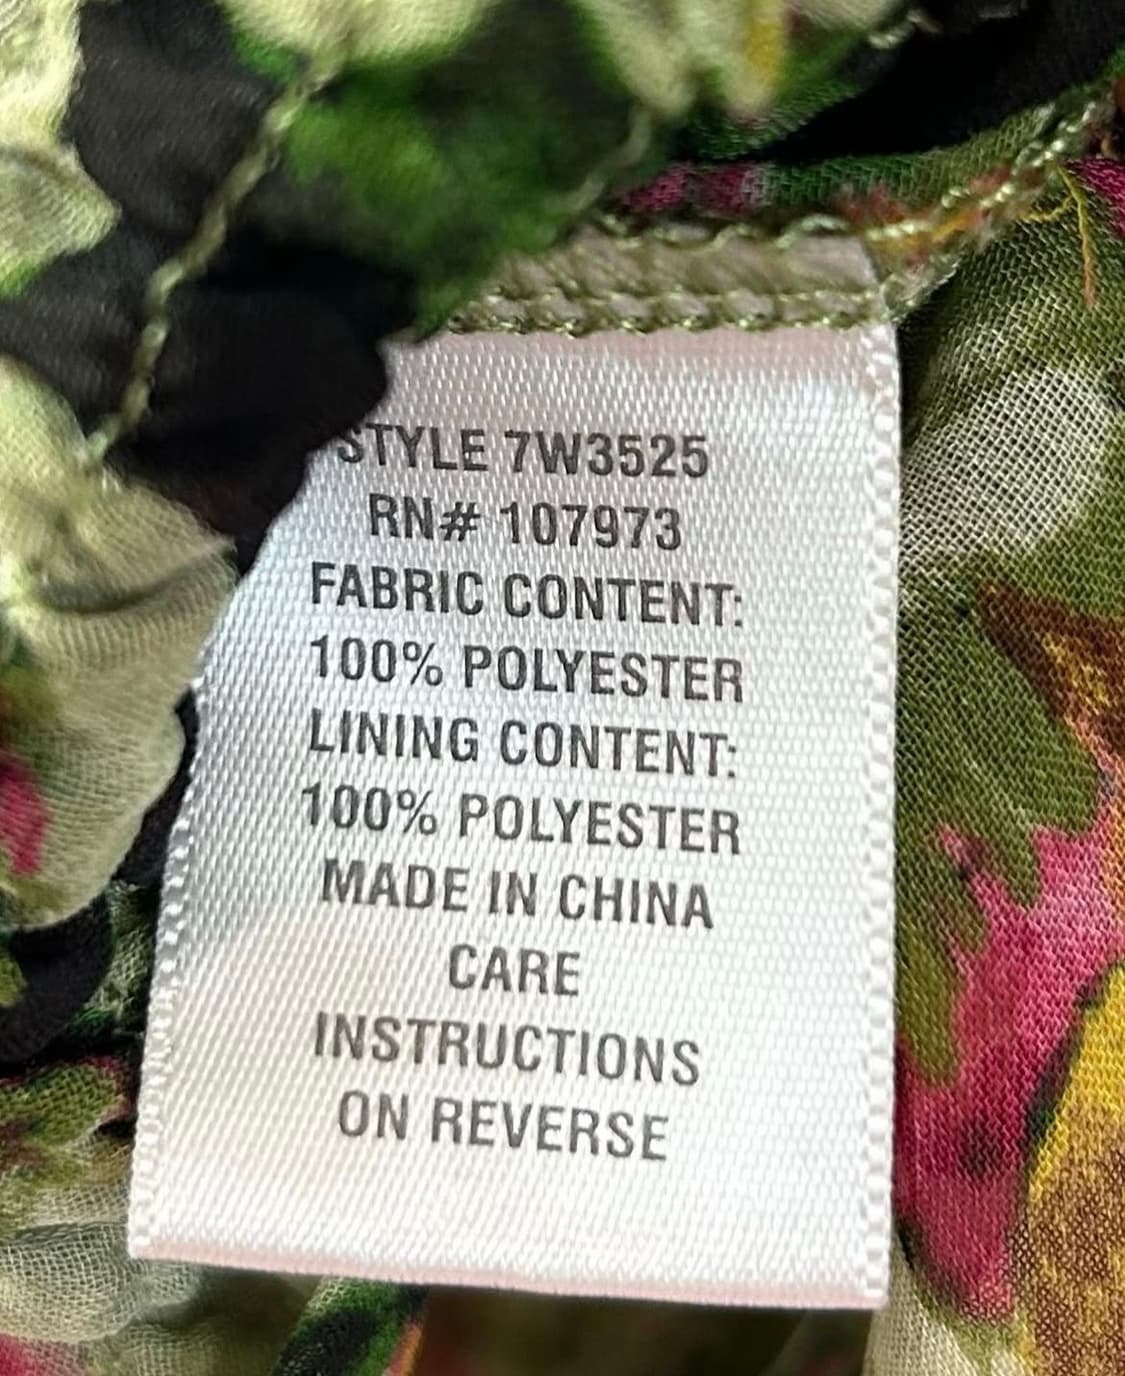 STYLE 7W3525
RN# 107973
FABRIC CONTENT:
100% POLYESTER
LINING CONTENT:
100% POLYESTER
MADE IN CHINA
CARE
INSTRUCTIONS
ON REVERSE